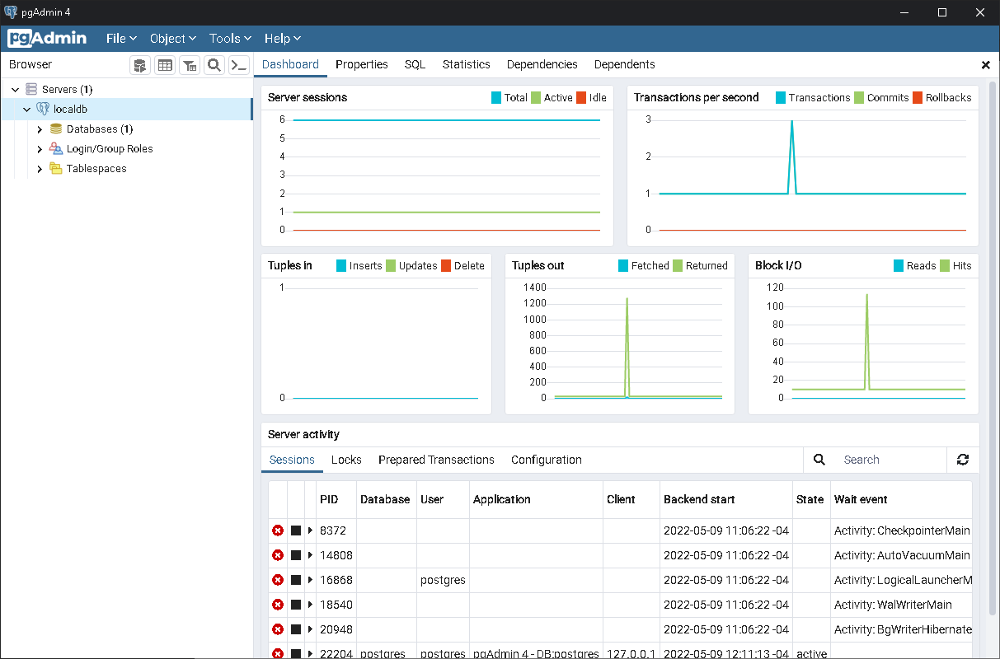 pgAdmin 4
pgAdmin File Object Tools Help
Browser
Dashboard Properties SQL Statistics Dependencies Dependents
Servers (1)
localdb
Databases (1)
Login/Group Roles
Tablespaces
Server sessions Total Active Idle
6
5
4
3
2
1
0
Transactions per second Transactions Commits Rollbacks
3
2
1
0
Tuples in Inserts Updates Delete
1
0
Tuples out Fetched Returned
1400
1200
1000
800
600
400
200
0
Block I/O Reads Hits
120
100
80
60
40
20
0
Server activity
Sessions Locks Prepared Transactions Configuration Search
PID Database User Application Client Backend start State Wait event
8372 2022-05-09 11:06:22 -04 Activity: CheckpointerMain
14808 2022-05-09 11:06:22 -04 Activity: AutoVacuumMain
16868 postgres 2022-05-09 11:06:22 -04 Activity: LogicalLauncherM
18540 2022-05-09 11:06:22 -04 Activity: WalWriterMain
20948 2022-05-09 11:06:22 -04 Activity: BgWriterHibernate
22204 postgres postgres pgAdmin 4 - DB:postgres 127.0.0.1 2022-05-09 12:11:13 -04 active